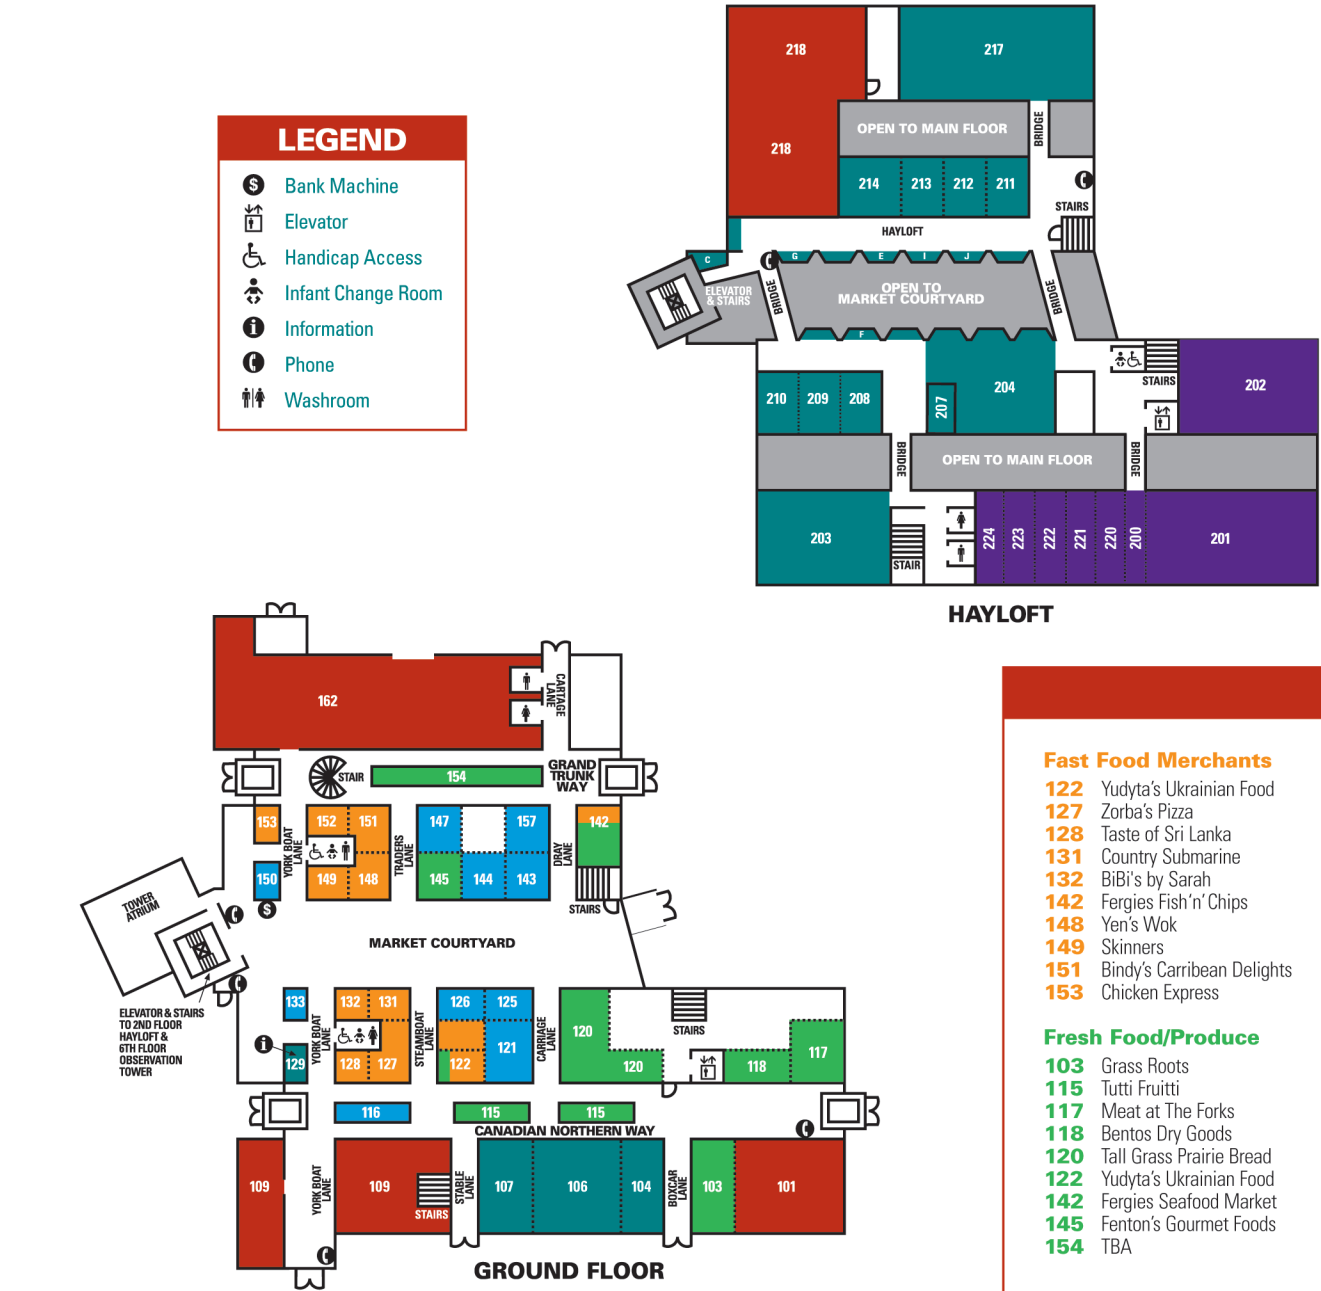 218
217
OPEN TO MAIN FLOOR
BRIDGE
218
214
213
212
211
STAIRS
HAYLOFT
C
G
E
I
J
ELEVATOR
& STAIRS
BRIDGE
OPEN TO
MARKET COURTYARD
BRIDGE
F
STAIRS
202
210
209
208
207
204
BRIDGE
OPEN TO MAIN FLOOR
BRIDGE
203
STAIR
224
223
222
221
220
200
201
HAYLOFT
LEGEND
$ Bank Machine
Elevator
Handicap Access
Infant Change Room
i Information
Phone
Washroom
162
CARTAGE
LANE
STAIR
154
GRAND
TRUNK
WAY
153
YORK BOAT
LANE
152
151
TRADERS
LANE
147
157
DRAY
LANE
142
150
149
148
145
144
143
$
STAIRS
TOWER
ATRIUM
MARKET COURTYARD
ELEVATOR & STAIRS
TO 2ND FLOOR
HAYLOFT &
6TH FLOOR
OBSERVATION
TOWER
133
YORK BOAT
LANE
132
131
STEAMBOAT
LANE
126
125
CARRIAGE
LANE
120
STAIRS
i
129
128
127
122
121
120
118
117
116
115
115
CANADIAN NORTHERN WAY
109
YORK BOAT
LANE
109
STAIRS
STABLE
LANE
107
106
104
BOXCAR
LANE
103
101
GROUND FLOOR
Fast Food Merchants
122 Yudyta's Ukrainian Food
127 Zorba's Pizza
128 Taste of Sri Lanka
131 Country Submarine
132 BiBi's by Sarah
142 Fergies Fish'n'Chips
148 Yen's Wok
149 Skinners
151 Bindy's Carribean Delights
153 Chicken Express
Fresh Food/Produce
103 Grass Roots
115 Tutti Fruitti
117 Meat at The Forks
118 Bentos Dry Goods
120 Tall Grass Prairie Bread
122 Yudyta's Ukrainian Food
142 Fergies Seafood Market
145 Fenton's Gourmet Foods
154 TBA